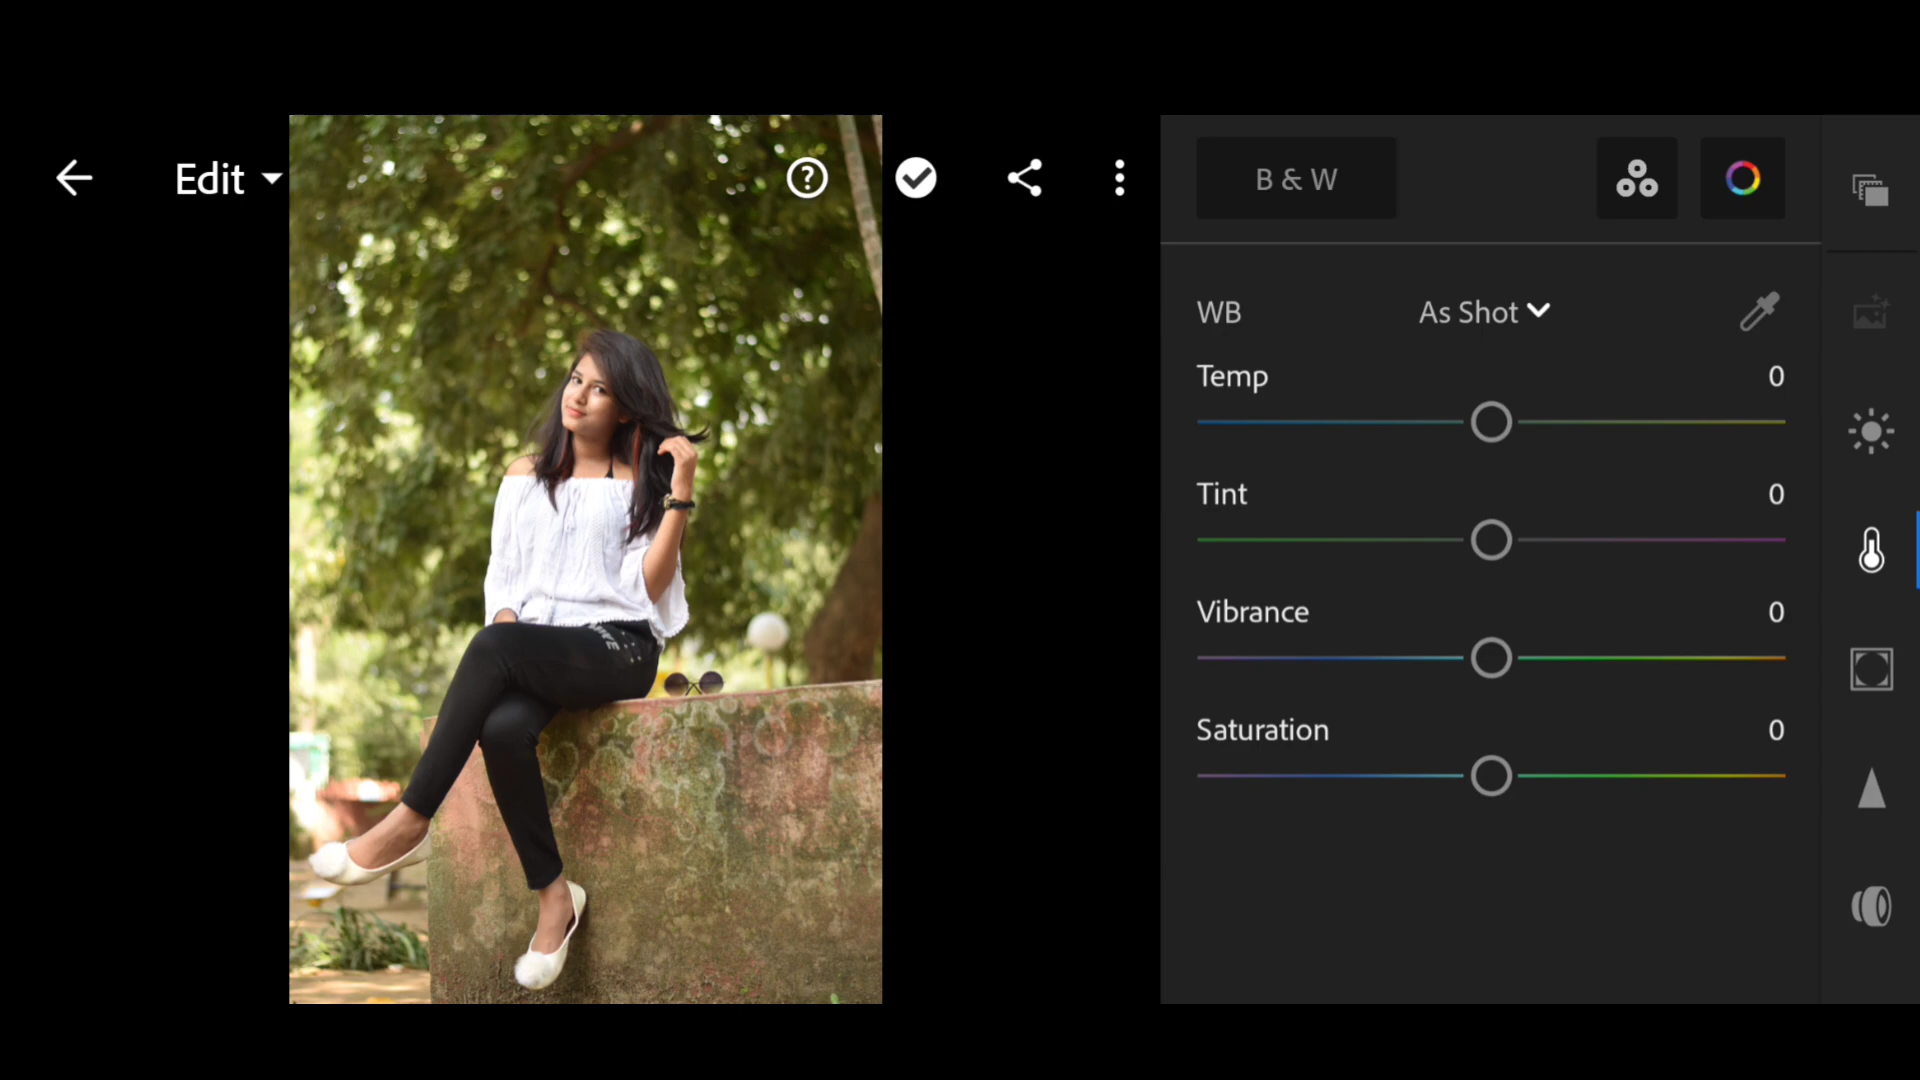 Edit
?
B & W
WB
As Shot
Temp
0
Tint
0
Vibrance
0
Saturation
0